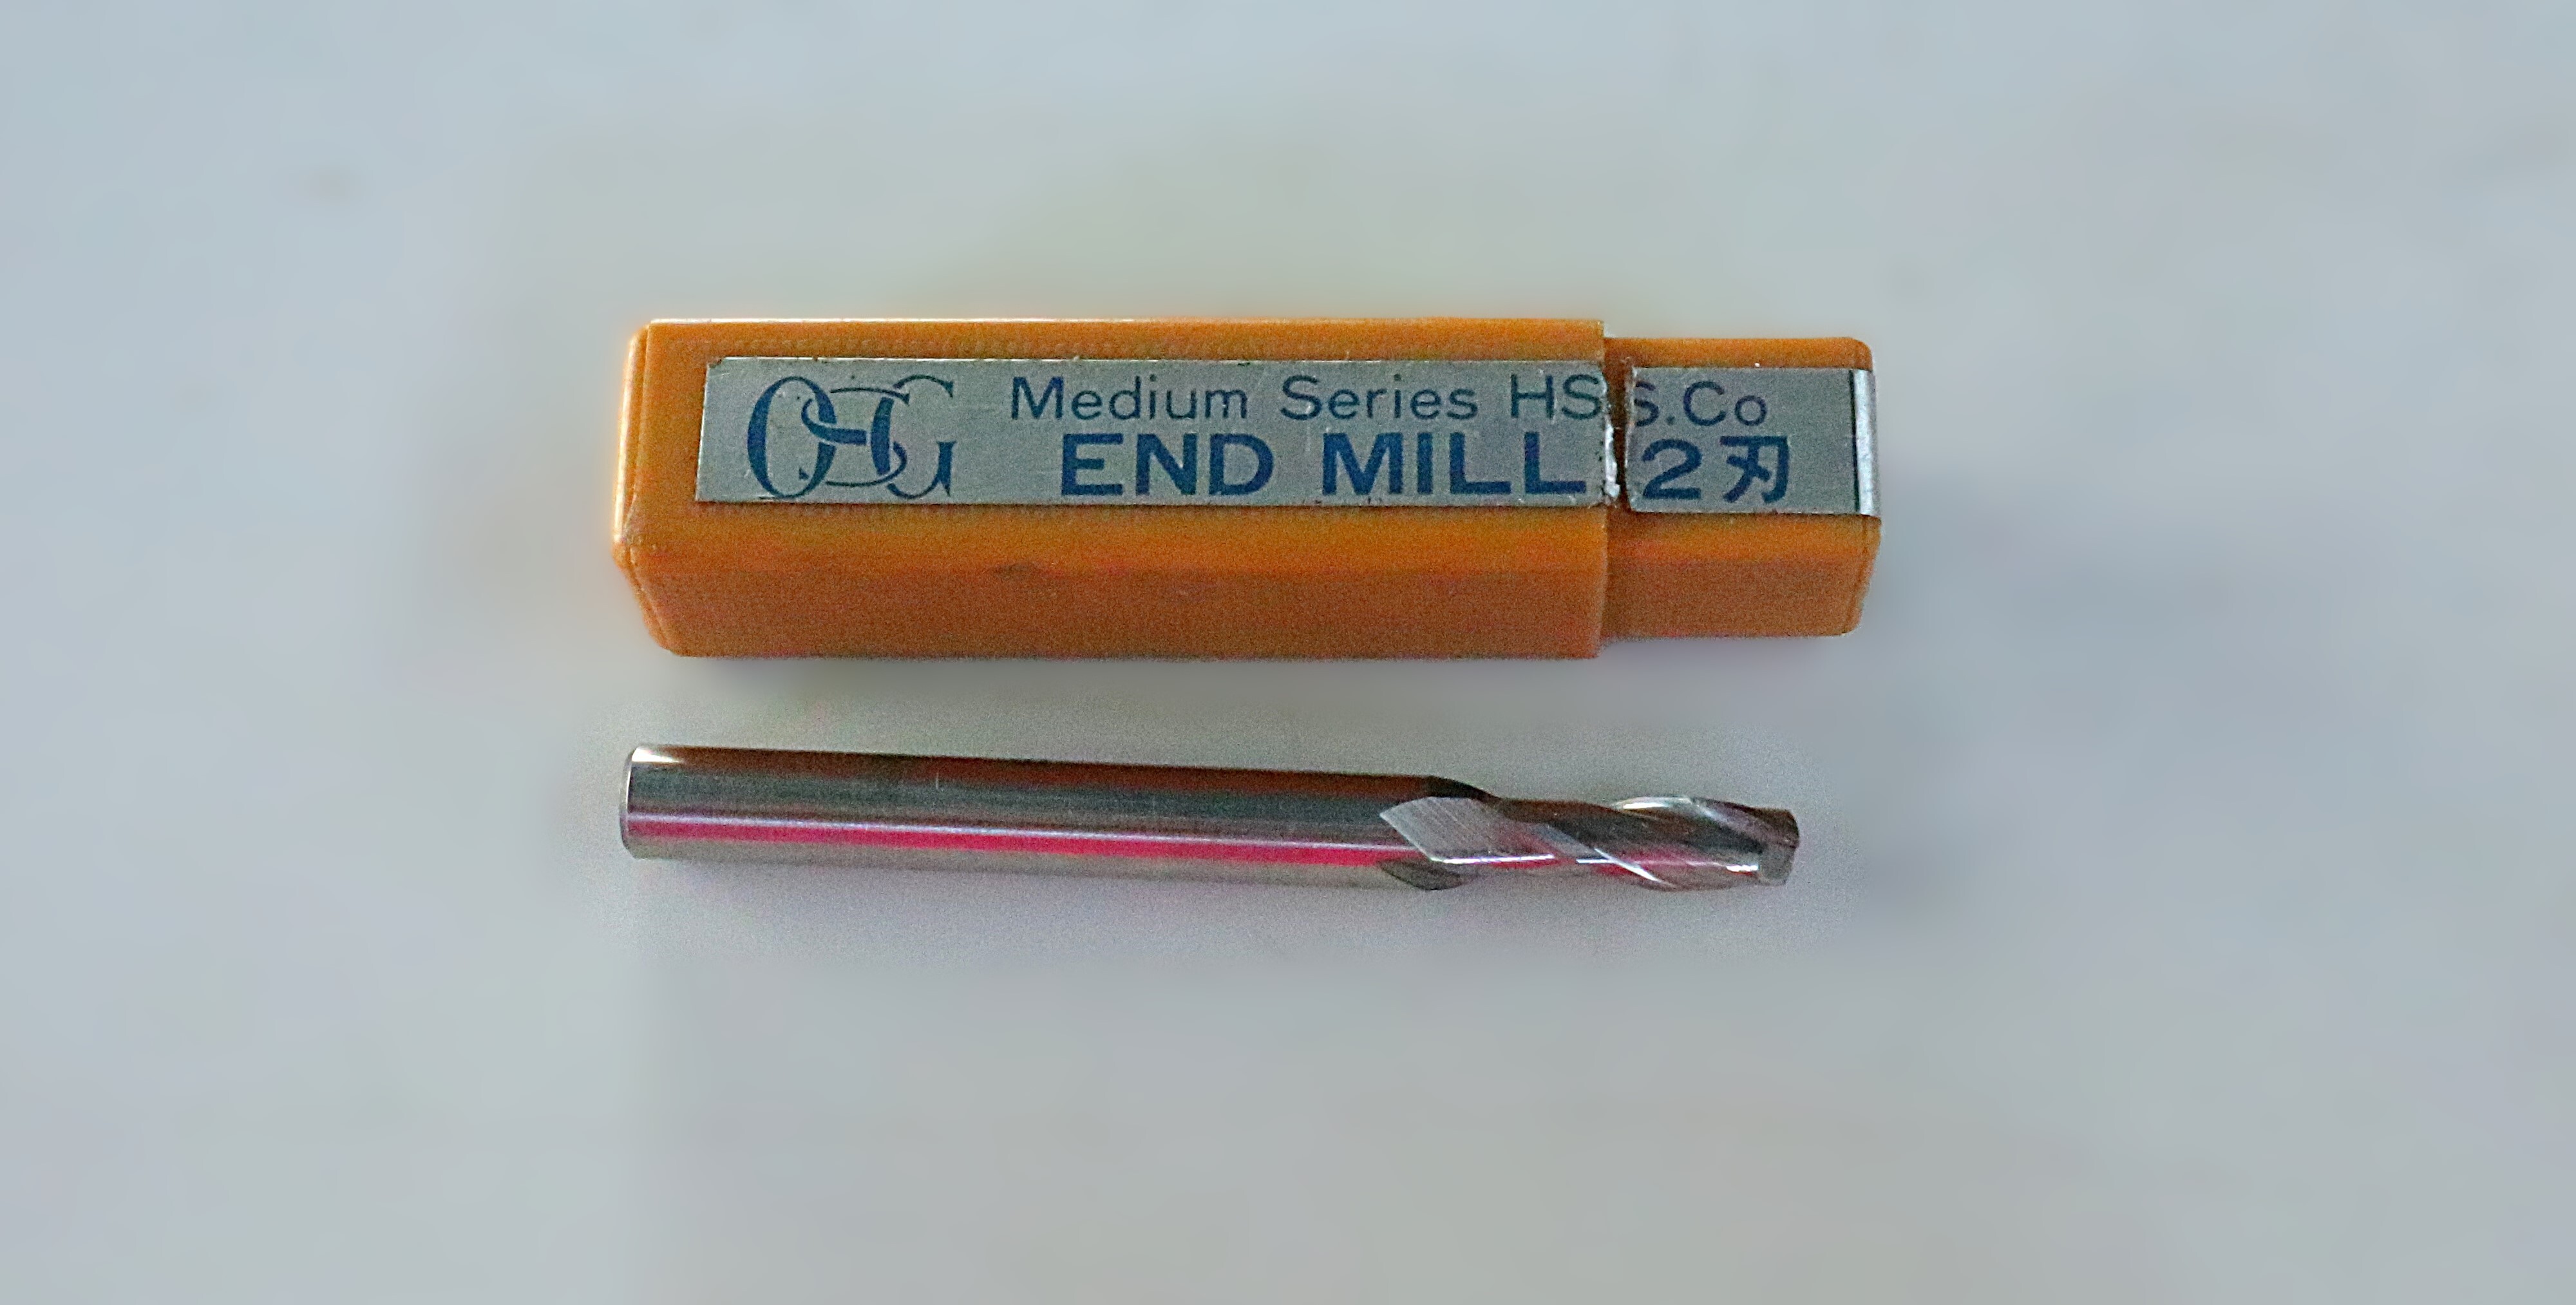 OSG Medium Series HSS.Co
END MILL 2刃